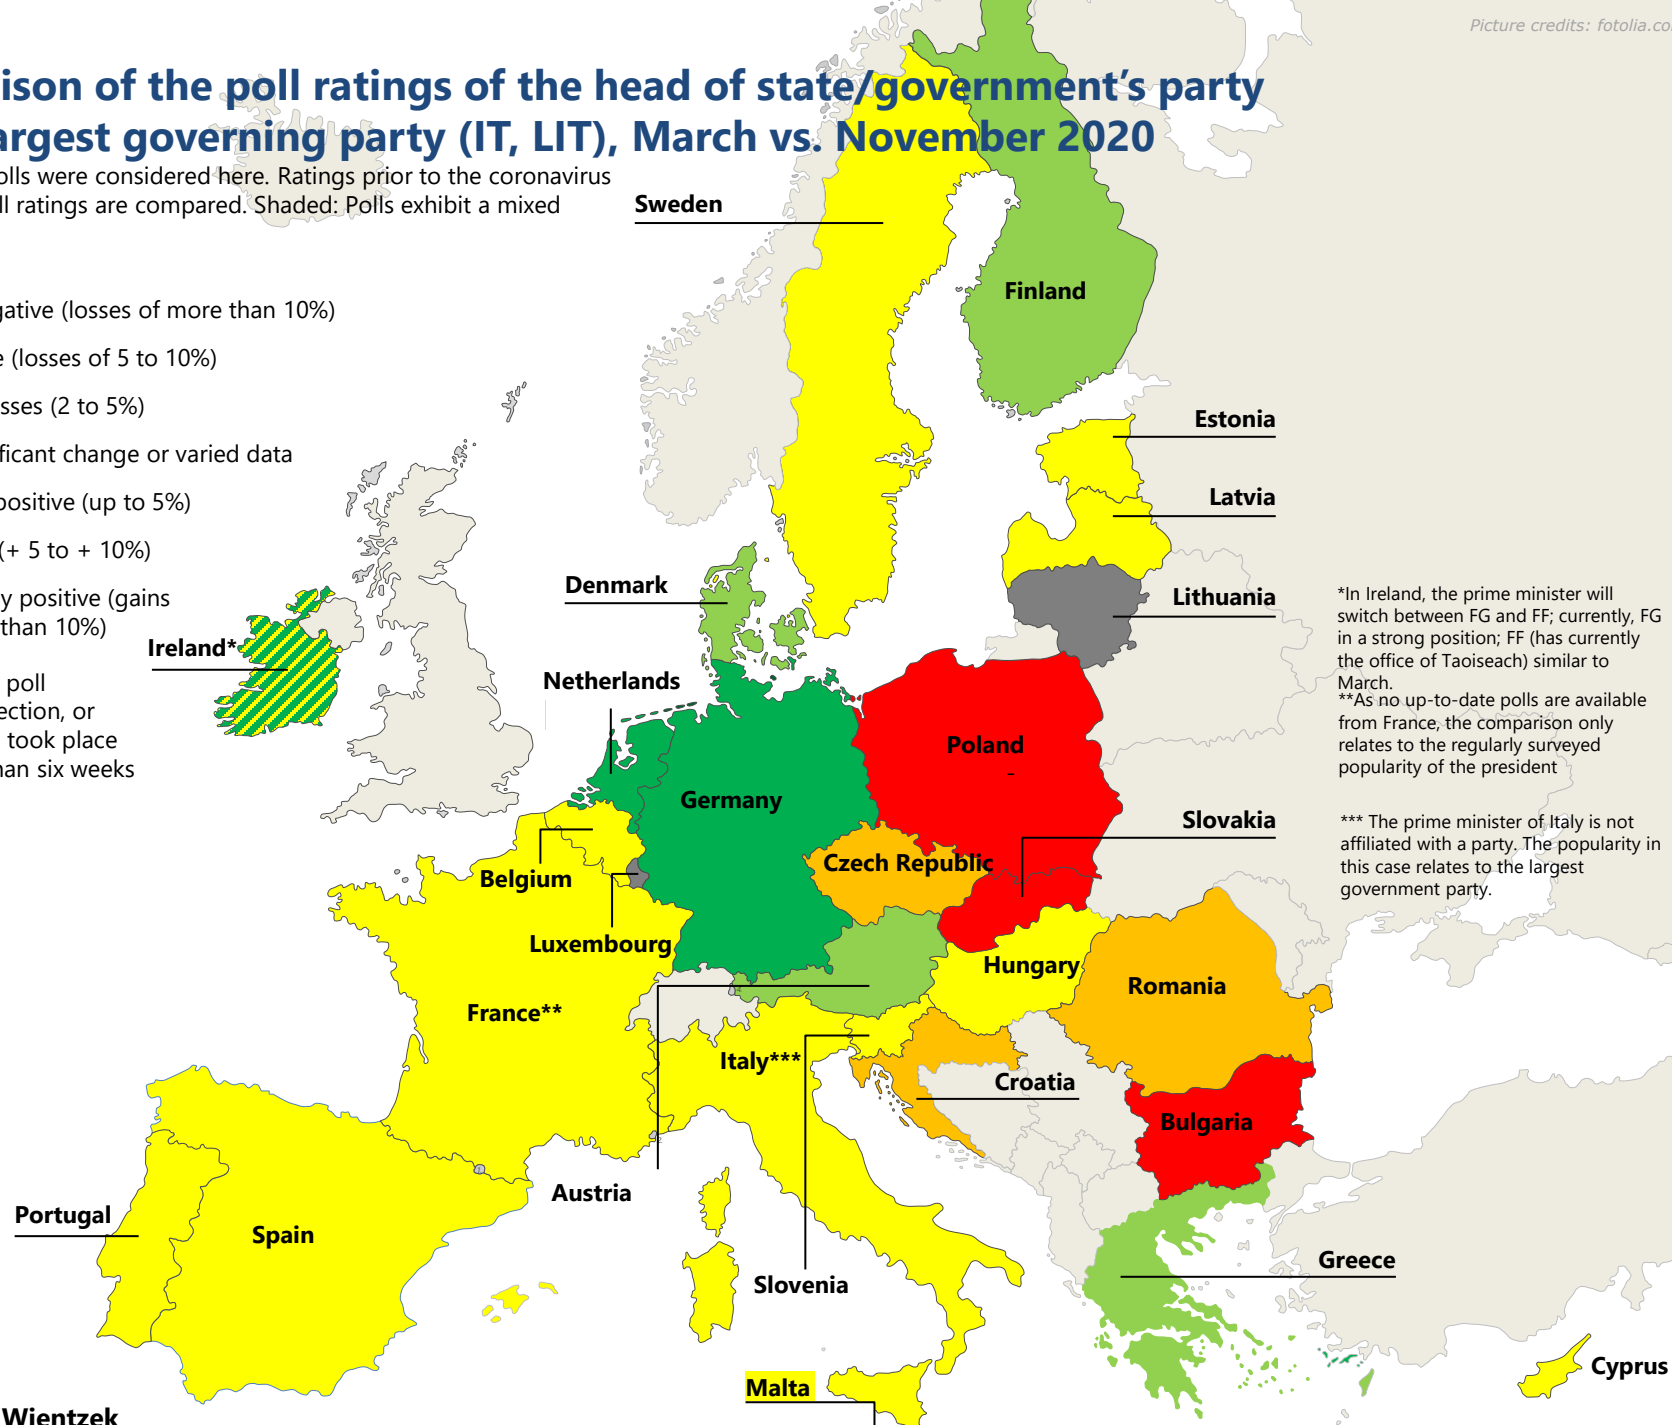 Picture credits: fotolia.co
ison of the poll ratings of the head of state/government's party
argest governing party (IT, LIT), March vs. November 2020
olls were considered here. Ratings prior to the coronavirus
ll ratings are compared. Shaded: Polls exhibit a mixed
gative (losses of more than 10%)
e (losses of 5 to 10%)
sses (2 to 5%)
ficant change or varied data
positive (up to 5%)
(+ 5 to + 10%)
y positive (gains
than 10%)
poll
ection, or
took place
han six weeks
Sweden
Finland
Estonia
Latvia
Lithuania
Denmark
Ireland*
Netherlands
Poland
Germany
Slovakia
Czech Republic
Belgium
Luxembourg
Hungary
Romania
France**
Italy***
Croatia
Bulgaria
Austria
Portugal
Spain
Slovenia
Greece
Malta
Cyprus
*In Ireland, the prime minister will
switch between FG and FF; currently, FG
in a strong position; FF (has currently
the office of Taoiseach) similar to
March.
**As no up-to-date polls are available
from France, the comparison only
relates to the regularly surveyed
popularity of the president
*** The prime minister of Italy is not
affiliated with a party. The popularity in
this case relates to the largest
government party.
Wientzek